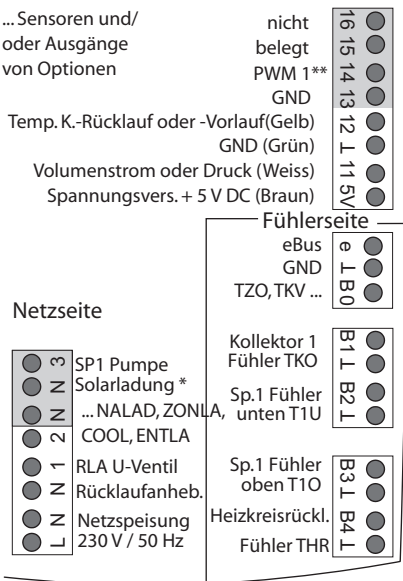 ... Sensoren und/
oder Ausgänge
von Optionen
nicht 16
belegt 15
PWM 1** 14
GND 13
Temp. K.-Rücklauf oder -Vorlauf(Gelb) 12
GND (Grün) ⊥
Volumenstrom oder Druck (Weiss) 11
Spannungsvers. + 5 V DC (Braun) 5V
Fühlerseite
eBus e
GND ⊥
TZO, TKV ... B0
Kollektor 1 B1
Fühler TKO ⊥
Sp.1 Fühler B2
unten T1U ⊥
Sp.1 Fühler B3
oben T1O ⊥
Heizkreisrückl. B4
Fühler THR ⊥
Netzseite
3 SP1 Pumpe
N Solarladung *
N ... NALAD, ZONLA,
2 COOL, ENTLA
1 RLA U-Ventil
N Rücklaufanheb.
N Netzspeisung
L 230 V / 50 Hz